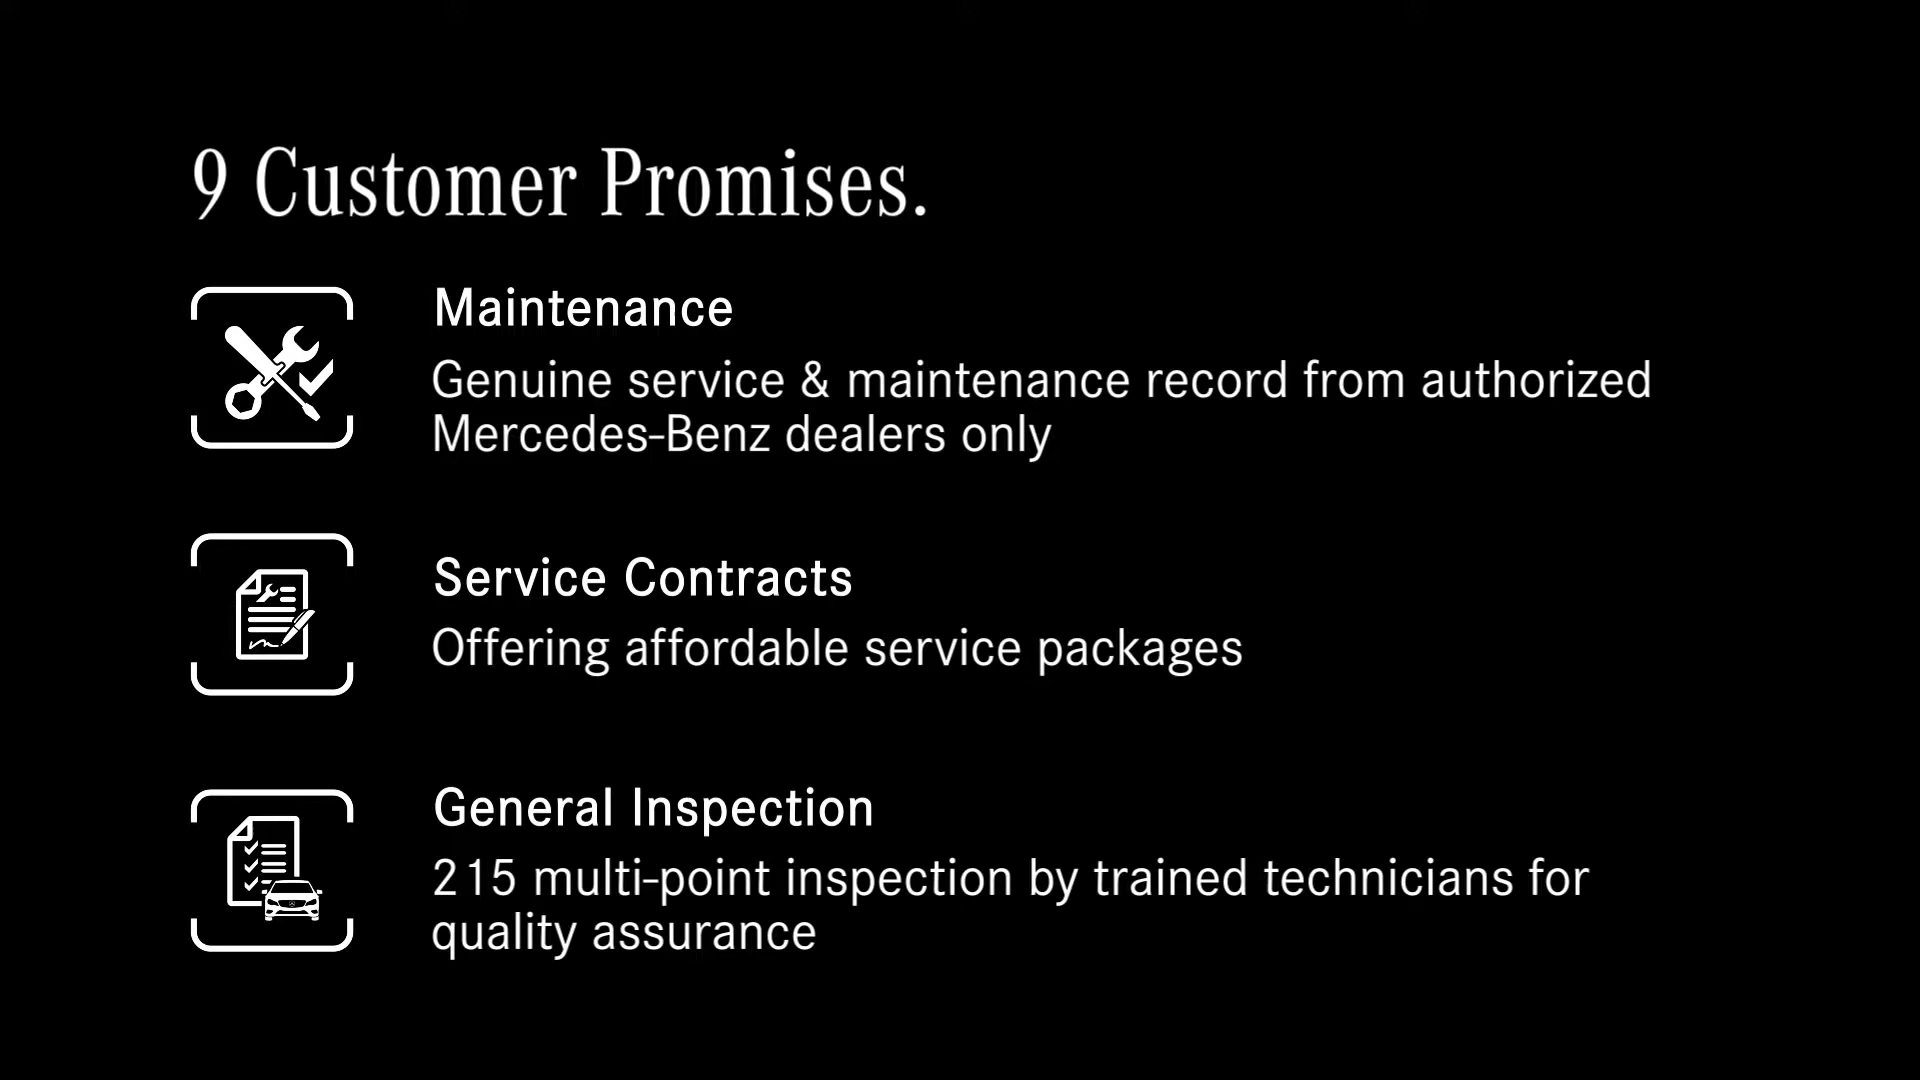 9 Customer Promises.
Maintenance
Genuine service & maintenance record from authorized
Mercedes-Benz dealers only
Service Contracts
Offering affordable service packages
General Inspection
215 multi-point inspection by trained technicians for
quality assurance